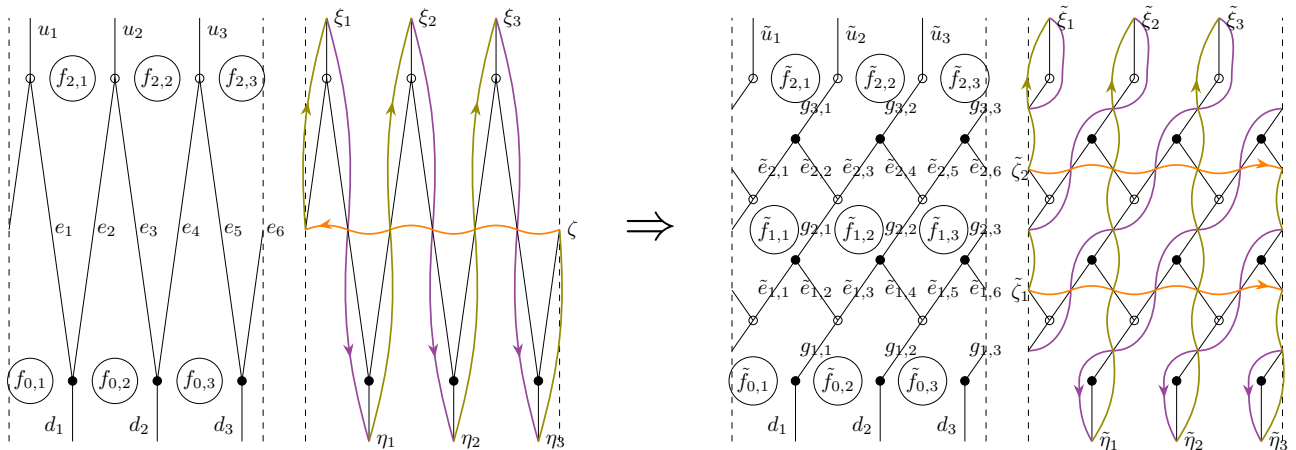 u₁ u₂ u₃ ξ₁ ξ₂ ξ₃ ũ₁ ũ₂ ũ₃ ξ̃₁ ξ̃₂ ξ̃₃
f₂,₁ f₂,₂ f₂,₃ f̃₂,₁ f̃₂,₂ f̃₂,₃
g₃,₁ g₃,₂ g₃,₃
ẽ₂,₁ ẽ₂,₂ ẽ₂,₃ ẽ₂,₄ ẽ₂,₅ ẽ₂,₆ ζ̃₂
e₁ e₂ e₃ e₄ e₅ e₆ ζ ⇒ f̃₁,₁ g₂,₁ f̃₁,₂ g₂,₂ f̃₁,₃ g₂,₃
ẽ₁,₁ ẽ₁,₂ ẽ₁,₃ ẽ₁,₄ ẽ₁,₅ ẽ₁,₆ ζ̃₁
g₁,₁ g₁,₂ g₁,₃
f₀,₁ f₀,₂ f₀,₃ f̃₀,₁ f̃₀,₂ f̃₀,₃
d₁ d₂ d₃ η₁ η₂ η₃ d₁ d₂ d₃ η̃₁ η̃₂ η̃₃